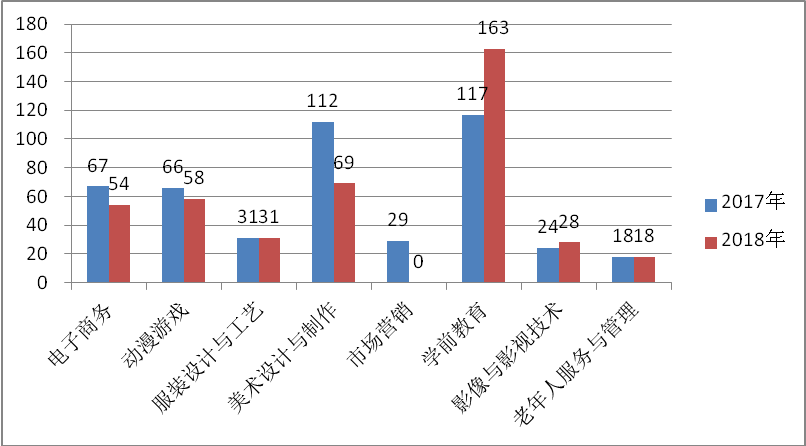 180
160
140
120
100
80
60
40
20
0
67
54
66
58
31
31
112
69
29
0
117
163
24
28
18
18
电子商务
动漫游戏
服装设计与工艺
美术设计与制作
市场营销
学前教育
影像与影视技术
老年人服务与管理
2017年
2018年